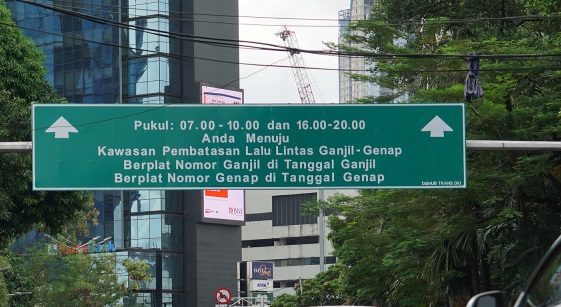 Pukul: 07.00 - 10.00 dan 16.00-20.00
Anda Menuju
Kawasan Pembatasan Lalu Lintas Ganjil-Genap
Berplat Nomor Ganjil di Tanggal Ganjil
Berplat Nomor Genap di Tanggal Genap
DISHUB TRANS DKI